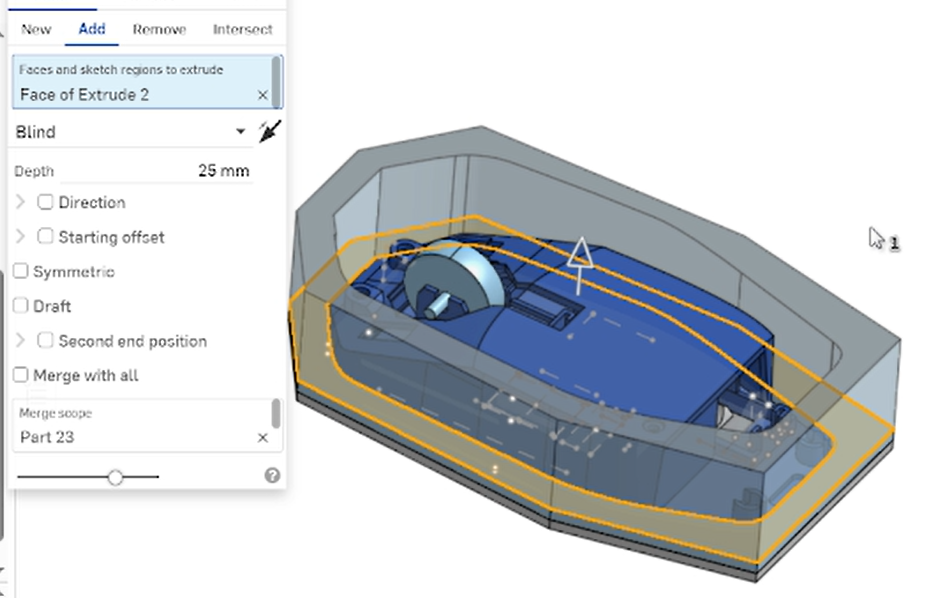 New Add Remove Intersect
Faces and sketch regions to extrude
Face of Extrude 2
Blind
Depth 25 mm
Direction
Starting offset
Symmetric
Draft
Second end position
Merge with all
Merge scope
Part 23
1